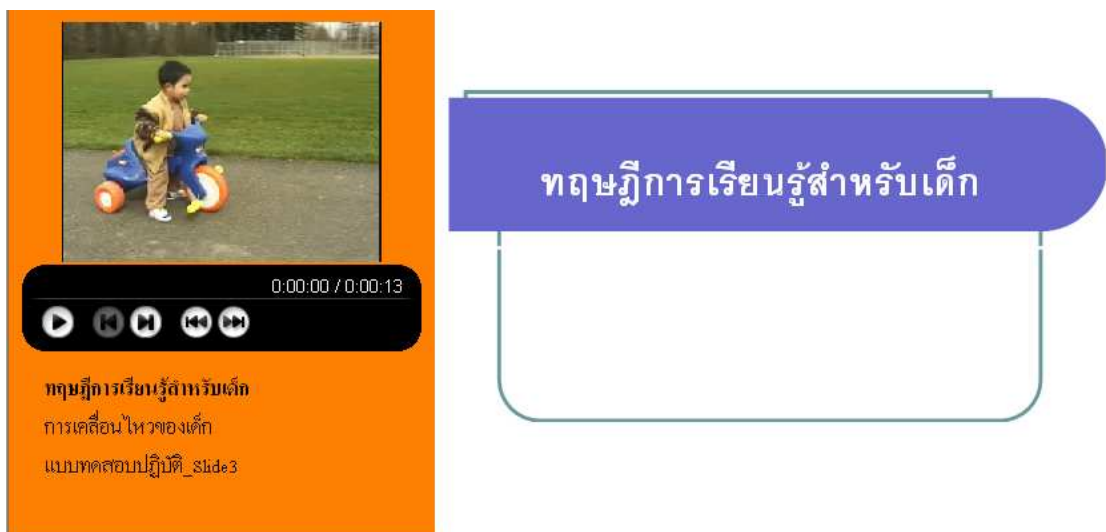 0:00:00 / 0:00:13
ทฤษฎีการเรียนรู้สำหรับเด็ก
การเคลื่อนไหวของเด็ก
แบบทดสอบปฏิบัติ_Slide3
ทฤษฎีการเรียนรู้สำหรับเด็ก